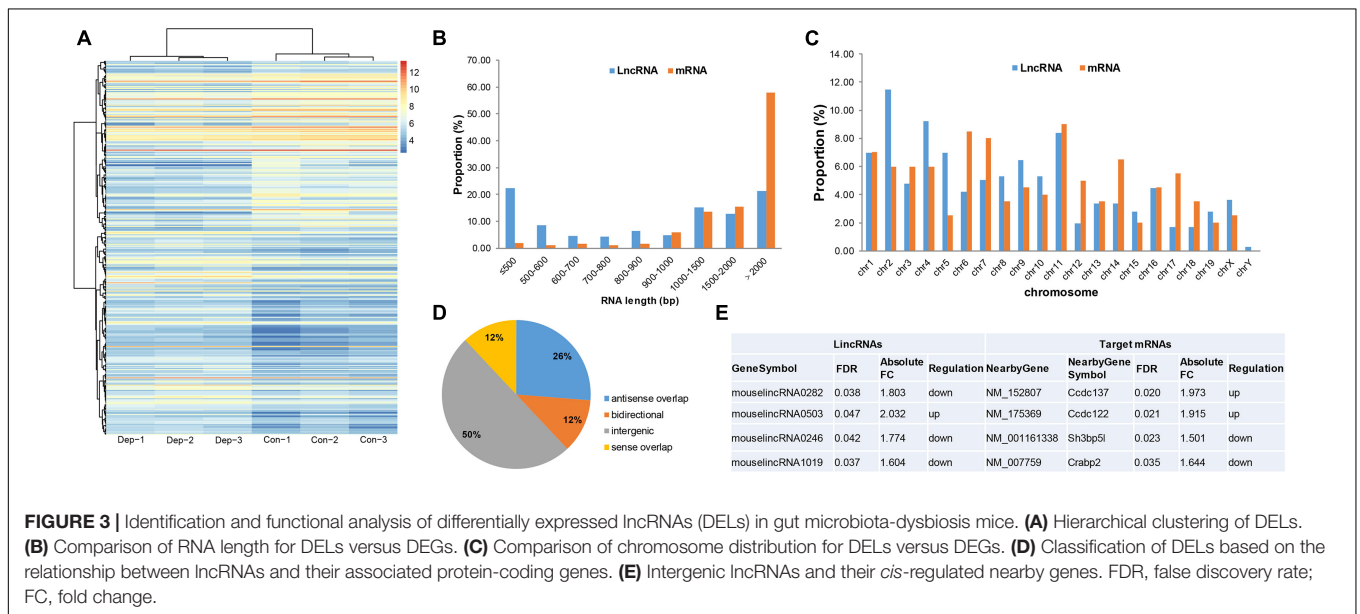 A
12
10
8
6
4
Dep-1 Dep-2 Dep-3 Con-1 Con-2 Con-3
B
70.00
60.00
50.00
40.00
30.00
20.00
10.00
0.00
Proportion (%)
LncRNA mRNA
≤500 500-600 600-700 700-800 800-900 900-1000 1000-1500 1500-2000 > 2000
RNA length (bp)
C
14.00
12.00
10.00
8.00
6.00
4.00
2.00
0.00
Proportion (%)
LncRNA mRNA
chr1 chr2 chr3 chr4 chr5 chr6 chr7 chr8 chr9 chr10 chr11 chr12 chr13 chr14 chr15 chr16 chr17 chr18 chr19 chrX chrY
chromosome
D
12%
26%
12%
50%
antisense overlap
bidirectional
intergenic
sense overlap
E
LincRNAs Target mRNAs
GeneSymbol FDR Absolute FC Regulation NearbyGene NearbyGene Symbol FDR Absolute FC Regulation
mouselincRNA0282 0.038 1.803 down NM_152807 Ccdc137 0.020 1.973 up
mouselincRNA0503 0.047 2.032 up NM_175369 Ccdc122 0.021 1.915 up
mouselincRNA0246 0.042 1.774 down NM_001161338 Sh3bp5l 0.023 1.501 down
mouselincRNA1019 0.037 1.604 down NM_007759 Crabp2 0.035 1.644 down
FIGURE 3 | Identification and functional analysis of differentially expressed lncRNAs (DELs) in gut microbiota-dysbiosis mice. (A) Hierarchical clustering of DELs.
(B) Comparison of RNA length for DELs versus DEGs. (C) Comparison of chromosome distribution for DELs versus DEGs. (D) Classification of DELs based on the
relationship between lncRNAs and their associated protein-coding genes. (E) Intergenic lncRNAs and their cis-regulated nearby genes. FDR, false discovery rate;
FC, fold change.